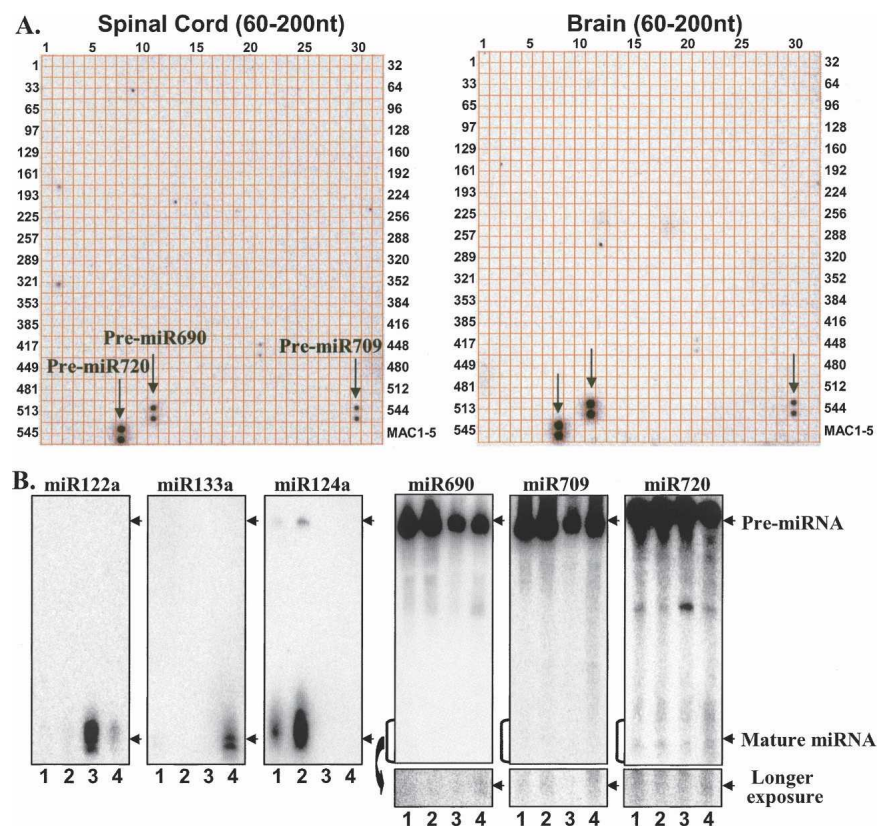 A.
Spinal Cord (60-200nt)
1 5 10 15 20 25 30
1 32
33 64
65 96
97 128
129 160
161 192
193 224
225 256
257 288
289 320
321 352
353 384
385 416
417 448
449 480
481 512
513 544
545 MAC1-5
Pre-miR690
Pre-miR720
Pre-miR709
Brain (60-200nt)
1 5 10 15 20 25 30
1 32
33 64
65 96
97 128
129 160
161 192
193 224
225 256
257 288
289 320
321 352
353 384
385 416
417 448
449 480
481 512
513 544
545 MAC1-5
B.
miR122a miR133a miR124a miR690 miR709 miR720
Pre-miRNA
Mature miRNA
1 2 3 4 1 2 3 4 1 2 3 4
Longer
exposure
1 2 3 4 1 2 3 4 1 2 3 4